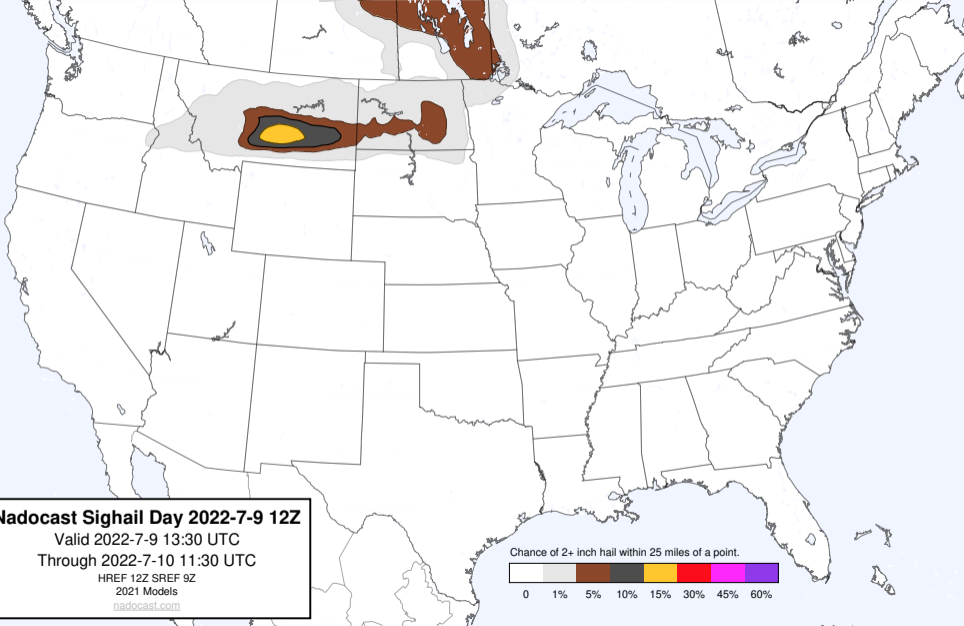 Nadocast Sighail Day 2022-7-9 12Z
Valid 2022-7-9 13:30 UTC
Through 2022-7-10 11:30 UTC
HREF 12Z SREF 9Z
2021 Models
nadocast.com
Chance of 2+ inch hail within 25 miles of a point.
0 1% 5% 10% 15% 30% 45% 60%